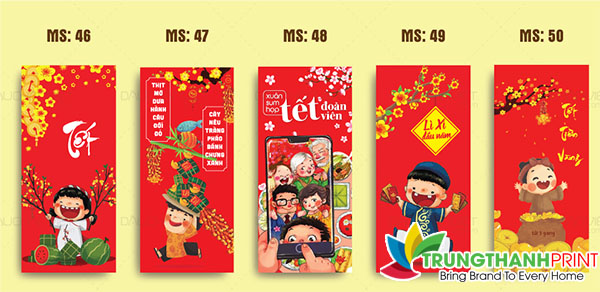 MS: 46
MS: 47
MS: 48
MS: 49
MS: 50
Tết
THỊT
MỠ
DƯA
HÀNH
CÂU
ĐỐI
ĐỎ
CÂY
NÊU
TRÀNG
PHÁO
BÁNH
CHƯNG
XANH
xuân
sum
họp
tết
đoàn
viên
Lì Xì
đầu năm
Tết
Tiền
Vàng
TRUNGTHANHPRINT
Bring Brand To Every Home